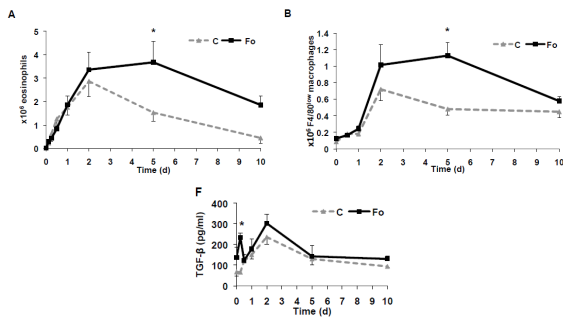 A
B
*
C
Fo
x10⁶ eosinophils
5
4
3
2
1
0
0 1 2 3 4 5 6 7 8 9 10
Time (d)
*
C
Fo
x10⁶ F4/80ˡᵒʷ macrophages
1.4
1.2
1
0.8
0.6
0.4
0.2
0 1 2 3 4 5 6 7 8 9 10
Time (d)
F
C
Fo
*
TGF-β (pg/ml)
400
300
200
100
0
0 1 2 3 4 5 6 7 8 9 10
Time (d)